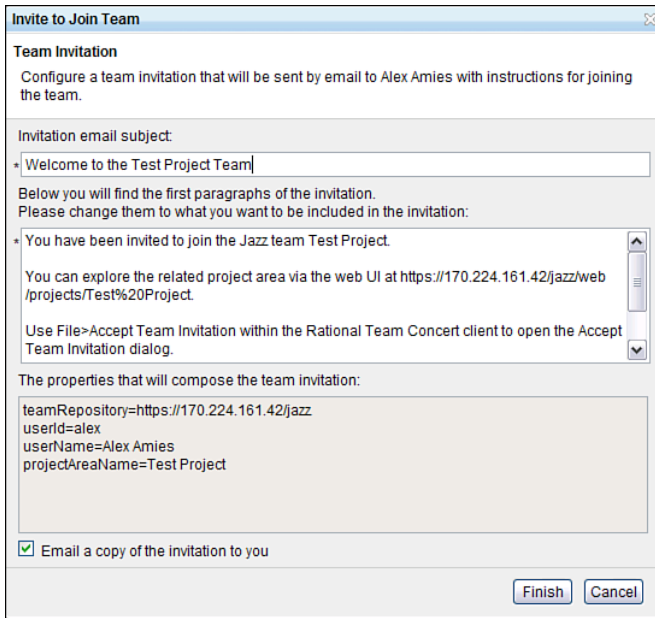 Invite to Join Team
Team Invitation
Configure a team invitation that will be sent by email to Alex Amies with instructions for joining
the team.
Invitation email subject:
* Welcome to the Test Project Team
Below you will find the first paragraphs of the invitation.
Please change them to what you want to be included in the invitation:
* You have been invited to join the Jazz team Test Project.
You can explore the related project area via the web UI at https://170.224.161.42/jazz/web
/projects/Test%20Project.
Use File>Accept Team Invitation within the Rational Team Concert client to open the Accept
Team Invitation dialog.
The properties that will compose the team invitation:
teamRepository=https://170.224.161.42/jazz
userId=alex
userName=Alex Amies
projectAreaName=Test Project
Email a copy of the invitation to you
Finish Cancel